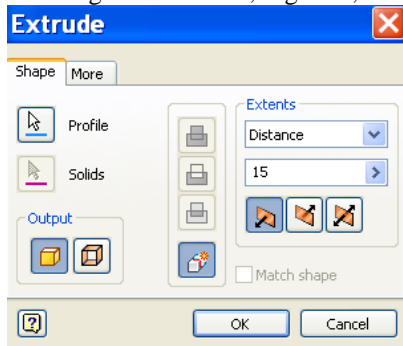 Extrude
Shape More
Profile
Solids
Output
Extents
Distance
15
Match shape
OK Cancel